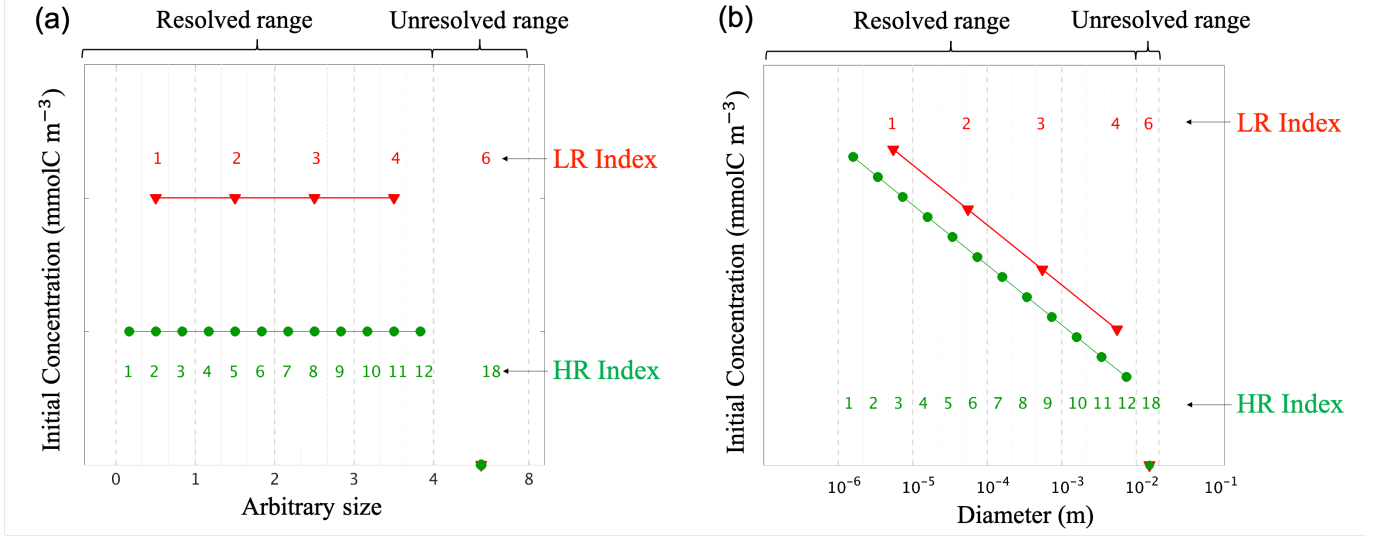 (a)
Resolved range
Unresolved range
Initial Concentration (mmolC m−3)
1 2 3 4 6
LR Index
1 2 3 4 5 6 7 8 9 10 11 12 18
HR Index
0 1 2 3 4 8
Arbitrary size
(b)
Resolved range
Unresolved range
Initial Concentration (mmolC m−3)
1 2 3 4 6
LR Index
1 2 3 4 5 6 7 8 9 10 11 12 18
HR Index
10-6 10-5 10-4 10-3 10-2 10-1
Diameter (m)